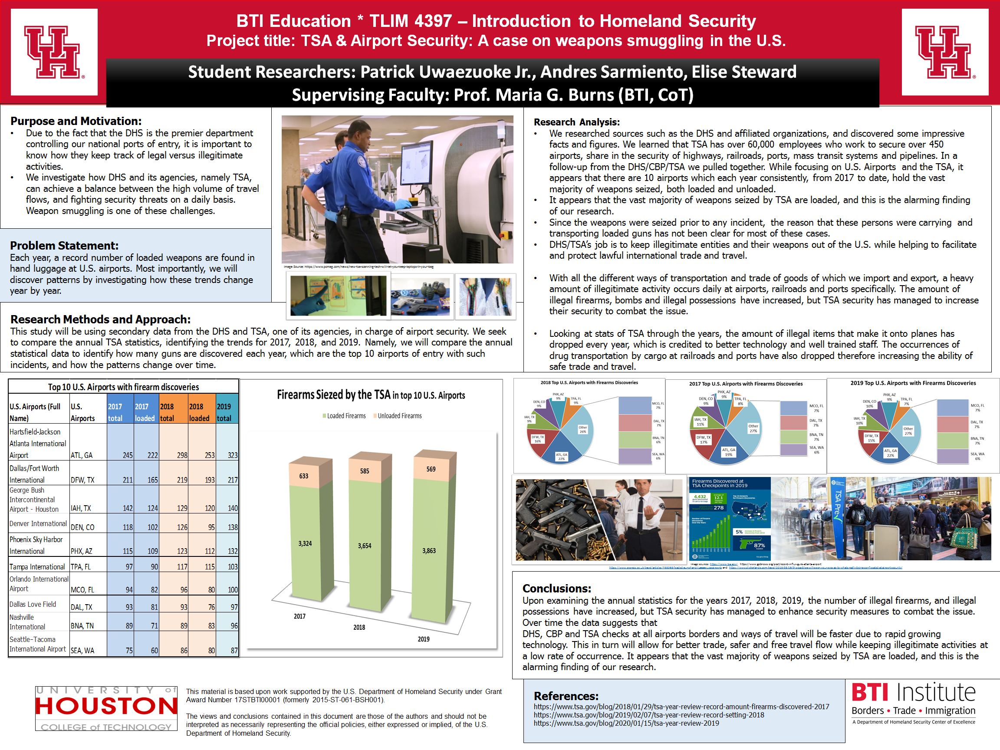 BTI Education * TLIM 4397 – Introduction to Homeland Security
Project title: TSA & Airport Security: A case on weapons smuggling in the U.S.
Student Researchers: Patrick Uwaezuoke Jr., Andres Sarmiento, Elise Steward
Supervising Faculty: Prof. Maria G. Burns (BTI, CoT)
Purpose and Motivation:
• Due to the fact that the DHS is the premier department
controlling our national ports of entry, it is important to
know how they keep track of legal versus illegitimate
activities.
• We investigate how DHS and its agencies, namely TSA,
can achieve a balance between the high volume of travel
flows, and fighting security threats on a daily basis.
Weapon smuggling is one of these challenges.
Problem Statement:
Each year, a record number of loaded weapons are found in
hand luggage at U.S. airports. Most importantly, we will
discover patterns by investigating how these trends change
year by year.
Image Source: https://www.pcmag.com/news/new-tsa-scanning-tech-will-let-you-keep-laptops-in-your-bag
Research Methods and Approach:
This study will be using secondary data from the DHS and TSA, one of its agencies, in charge of airport security. We seek
to compare the annual TSA statistics, identifying the trends for 2017, 2018, and 2019. Namely, we will compare the annual
statistical data to identify how many guns are discovered each year, which are the top 10 airports of entry with such
incidents, and how the patterns change over time.
Research Analysis:
• We researched sources such as the DHS and affiliated organizations, and discovered some impressive
facts and figures. We learned that TSA has over 60,000 employees who work to secure over 450
airports, share in the security of highways, railroads, ports, mass transit systems and pipelines. In a
follow-up from the DHS/CBP/TSA we pulled together. While focusing on U.S. Airports and the TSA, it
appears that there are 10 airports which each year consistently, from 2017 to date, hold the vast
majority of weapons seized, both loaded and unloaded.
• It appears that the vast majority of weapons seized by TSA are loaded, and this is the alarming finding
of our research.
• Since the weapons were seized prior to any incident, the reason that these persons were carrying and
transporting loaded guns has not been clear for most of these cases.
• DHS/TSA's job is to keep illegitimate entities and their weapons out of the U.S. while helping to facilitate
and protect lawful international trade and travel.
• With all the different ways of transportation and trade of goods of which we import and export, a heavy
amount of illegitimate activity occurs daily at airports, railroads and ports specifically. The amount of
illegal firearms, bombs and illegal possessions have increased, but TSA security has managed to increase
their security to combat the issue.
• Looking at stats of TSA through the years, the amount of illegal items that make it onto planes has
dropped every year, which is credited to better technology and well trained staff. The occurrences of
drug transportation by cargo at railroads and ports have also dropped therefore increasing the ability of
safe trade and travel.
Top 10 U.S. Airports with firearm discoveries
U.S. Airports (Full Name) U.S. Airports 2017 total 2017 loaded 2018 total 2018 loaded 2019 total
Hartsfield-Jackson Atlanta International Airport ATL, GA 245 222 298 253 323
Dallas/Fort Worth International DFW, TX 211 165 219 193 217
George Bush Intercontinental Airport - Houston IAH, TX 142 124 129 120 140
Denver International DEN, CO 118 102 126 95 138
Phoenix Sky Harbor International PHX, AZ 115 109 123 112 132
Tampa International TPA, FL 97 90 117 115 103
Orlando International Airport MCO, FL 94 82 96 80 100
Dallas Love Field DAL, TX 93 81 93 76 97
Nashville International BNA, TN 89 71 89 83 96
Seattle-Tacoma International Airport SEA, WA 75 60 86 80 87
Firearms Siezed by the TSA in top 10 U.S. Airports
Loaded Firearms Unloaded Firearms
633 585 569
3,324 3,654 3,863
2017
2018
2019
2018 Top U.S. Airports with Firearms Discoveries
PHX, AZ 9%
TPA, FL 9%
DEN, CO 9%
IAH, TX 9%
DFW, TX 16%
ATL, GA 22%
Other 26%
MCO, FL 7%
DAL, TX 7%
BNA, TN 6%
SEA, WA 6%
2017 Top U.S. Airports with Firearms Discoveries
PHX, AZ 9%
TPA, FL 8%
DEN, CO 9%
IAH, TX 11%
DFW, TX 17%
ATL, GA 19%
Other 27%
MCO, FL 7%
DAL, TX 7%
BNA, TN 7%
SEA, WA 6%
2019 Top U.S. Airports with Firearms Discoveries
PHX, AZ 9%
TPA, FL 7%
DEN, CO 10%
IAH, TX 10%
DFW, TX 15%
ATL, GA 22%
Other 27%
MCO, FL 7%
DAL, TX 7%
BNA, TN 7%
SEA, WA 6%
Firearms Discovered at
TSA Checkpoints in 2019
4,432
12.1
278
Top 10 Airports
for Firearm Discoveries
Number of Firearm
Discoveries
Over the Years
5%
87%
loaded
TSA Pre✓
Image sources: https://www.tsa.gov/
Conclusions:
Upon examining the annual statistics for the years 2017, 2018, 2019, the number of illegal firearms, and illegal
possessions have increased, but TSA security has managed to enhance security measures to combat the issue.
Over time the data suggests that
DHS, CBP and TSA checks at all airports borders and ways of travel will be faster due to rapid growing
technology. This in turn will allow for better trade, safer and free travel flow while keeping illegitimate activities at
a low rate of occurrence. It appears that the vast majority of weapons seized by TSA are loaded, and this is the
alarming finding of our research.
UNIVERSITY of
HOUSTON
COLLEGE of TECHNOLOGY
This material is based upon work supported by the U.S. Department of Homeland Security under Grant
Award Number 17STBTI00001 (formerly 2015-ST-061-BSH001).
The views and conclusions contained in this document are those of the authors and should not be
interpreted as necessarily representing the official policies, either expressed or implied, of the U.S.
Department of Homeland Security.
References:
https://www.tsa.gov/blog/2018/01/29/tsa-year-review-record-amount-firearms-discovered-2017
https://www.tsa.gov/blog/2019/02/07/tsa-year-review-record-setting-2018
https://www.tsa.gov/blog/2020/01/15/tsa-year-review-2019
BTI Institute
Borders • Trade • Immigration
A Department of Homeland Security Center of Excellence